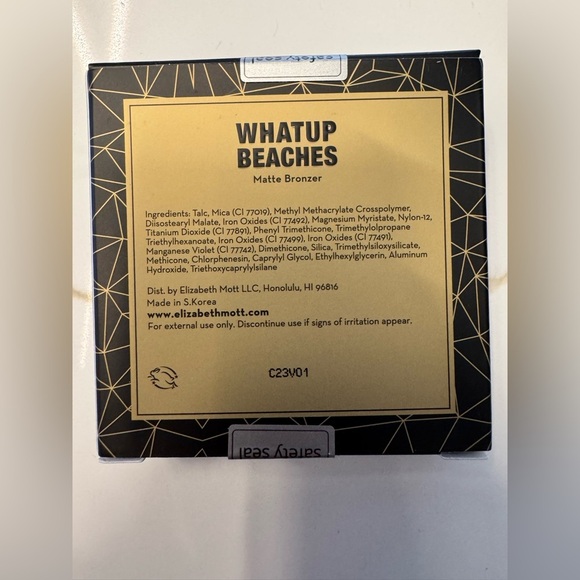 safety seal
WHATUP
BEACHES
Matte Bronzer
Ingredients: Talc, Mica (CI 77019), Methyl Methacrylate Crosspolymer,
Diisostearyl Malate, Iron Oxides (CI 77492), Magnesium Myristate, Nylon-12,
Titanium Dioxide (CI 77891), Phenyl Trimethicone, Trimethylolpropane
Triethylhexanoate, Iron Oxides (CI 77499), Iron Oxides (CI 77491),
Manganese Violet (CI 77742), Dimethicone, Silica, Trimethylsiloxysilicate,
Methicone, Chlorphenesin, Caprylyl Glycol, Ethylhexylglycerin, Aluminum
Hydroxide, Triethoxycaprylylsilane
Dist. by Elizabeth Mott LLC, Honolulu, HI 96816
Made in S.Korea
www.elizabethmott.com
For external use only. Discontinue use if signs of irritation appear.
C23V01
safety seal